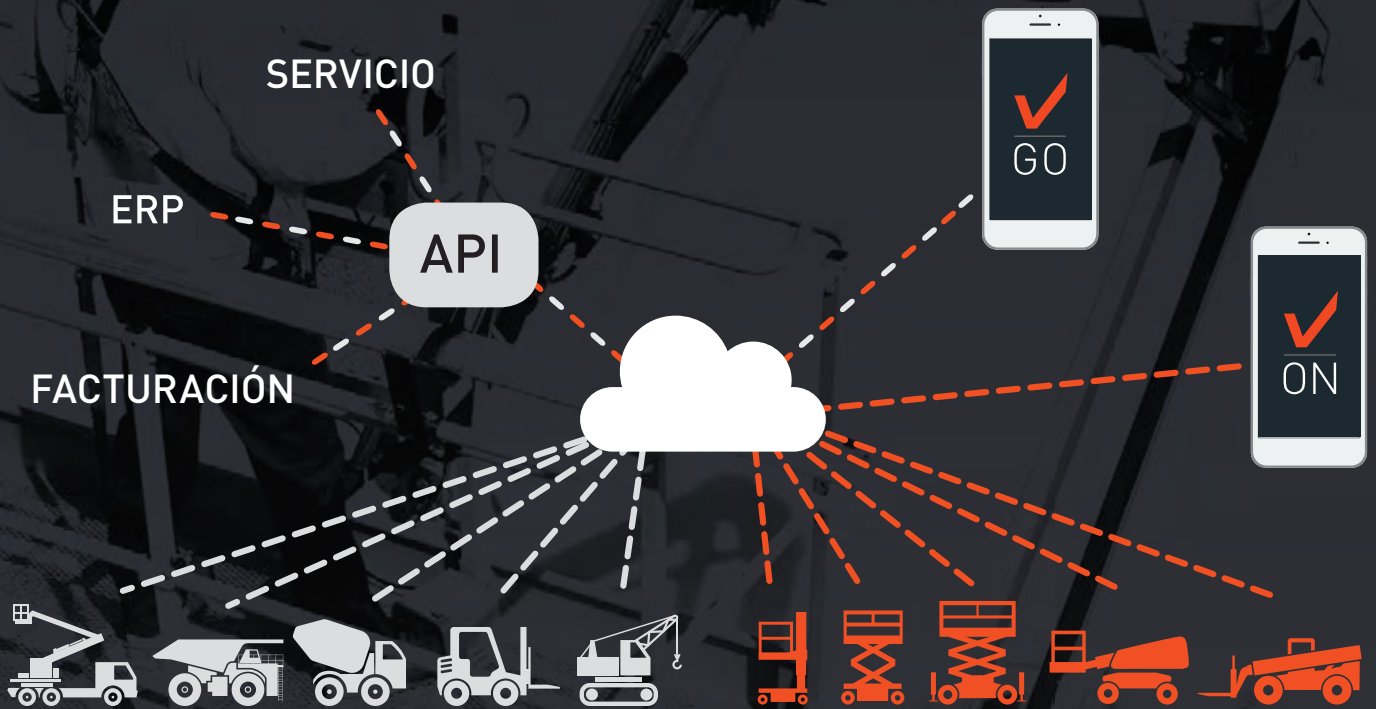 SERVICIO
ERP
API
FACTURACIÓN
GO
ON